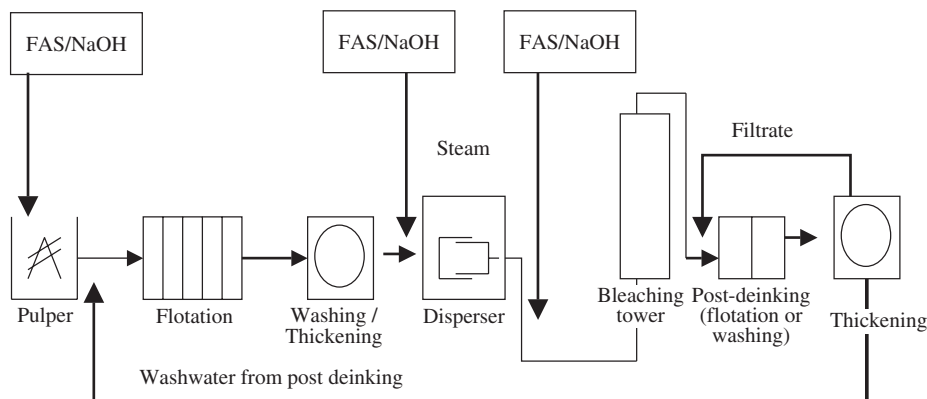 FAS/NaOH
FAS/NaOH
FAS/NaOH
Steam
Filtrate
Pulper
Flotation
Washing /
Thickening
Disperser
Bleaching
tower
Post-deinking
(flotation or
washing)
Thickening
Washwater from post deinking